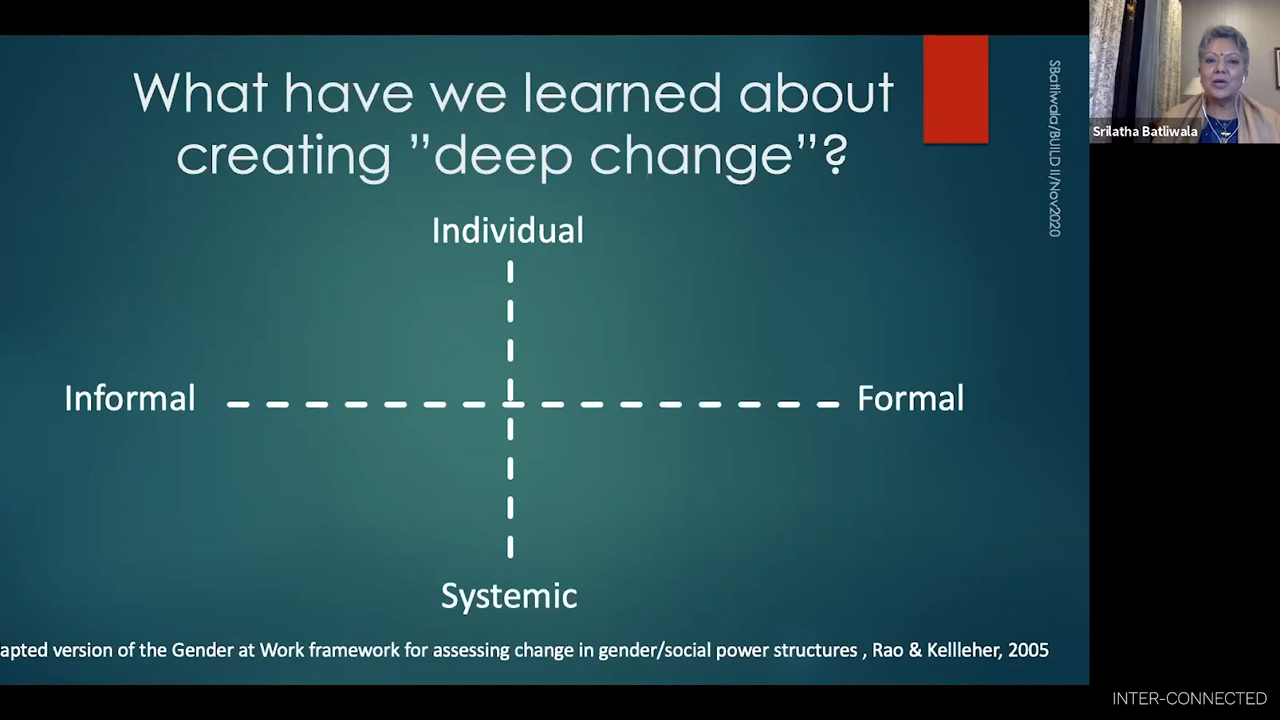 What have we learned about
creating ”deep change”?
Individual
Informal
Formal
Systemic
apted version of the Gender at Work framework for assessing change in gender/social power structures , Rao & Kellleher, 2005
SBatliwala/BUILD II/Nov2020
Srilatha Batliwala
INTER-CONNECTED